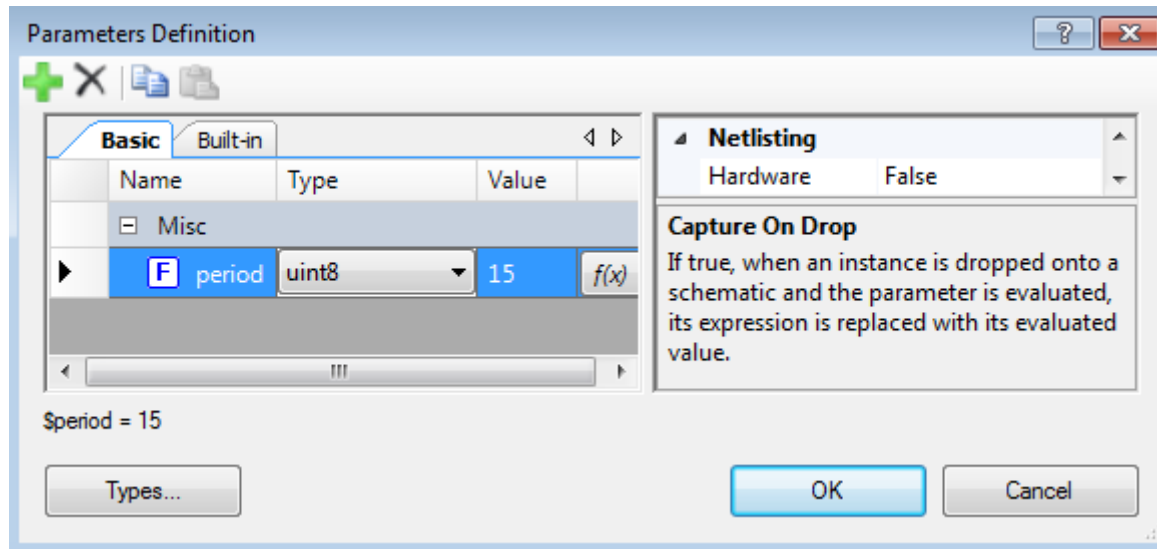 Parameters Definition
Basic Built-in
Name Type Value
Misc
F period uint8 15 f(x)
$period = 15
Types...
Netlisting
Hardware False
Capture On Drop
If true, when an instance is dropped onto a
schematic and the parameter is evaluated,
its expression is replaced with its evaluated
value.
OK Cancel